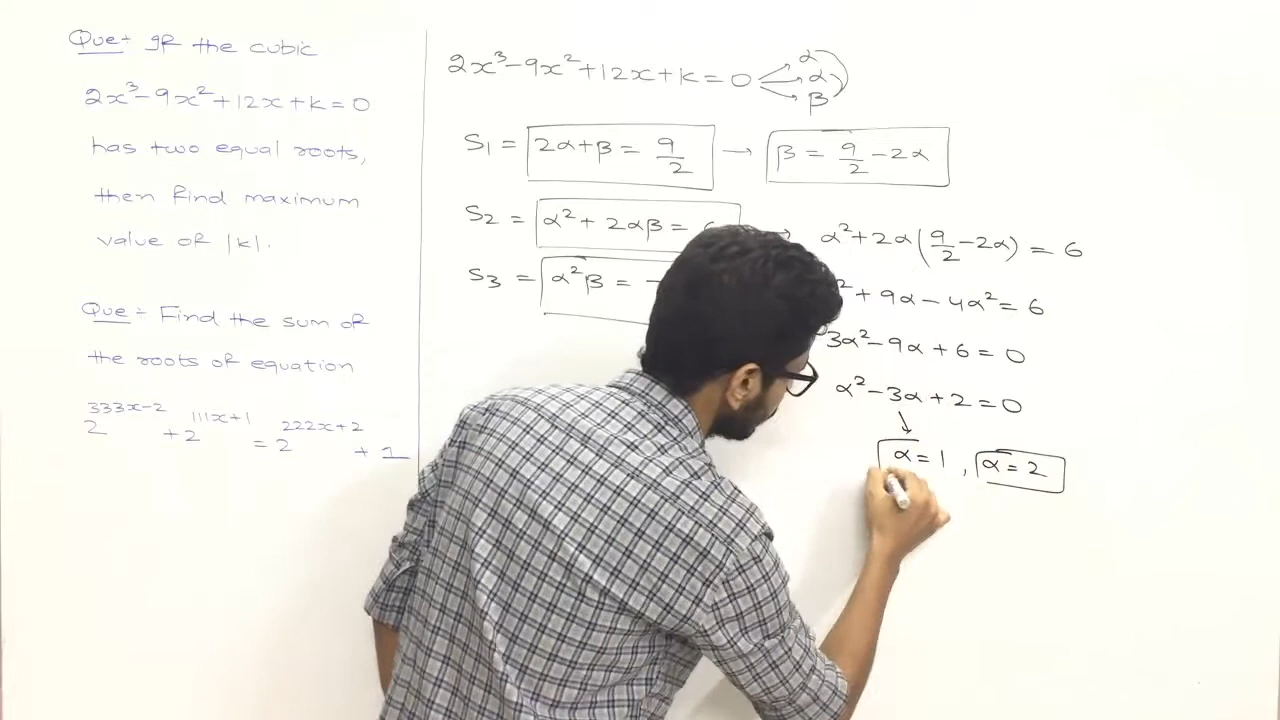 Que:- IF the cubic
2x³-9x²+12x+k=0
has two equal roots,
then find maximum
value of |k|.
Que:- Find the sum of
the roots of equation
2^{333x-2} + 2^{111x+1} = 2^{222x+2} + 1
2x³-9x²+12x+k=0
α
α
β
S₁ = 2α+β = 9/2 → β = 9/2 - 2α
S₂ = α² + 2αβ =
α²+2α(9/2-2α) = 6
S₃ = α²β = -
+ 9α - 4α² = 6
3α²-9α+6=0
α²-3α+2=0
α=1, α=2